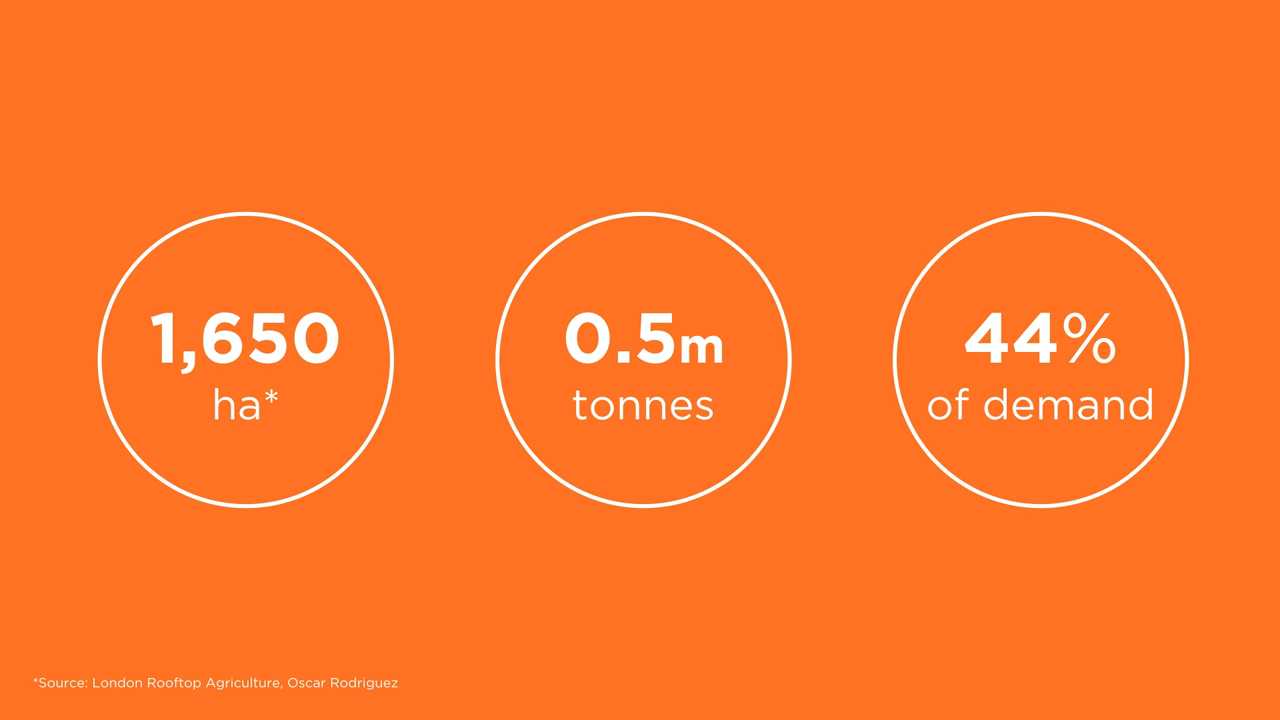 1,650
ha*
0.5m
tonnes
44%
of demand
*Source: London Rooftop Agriculture, Oscar Rodriguez